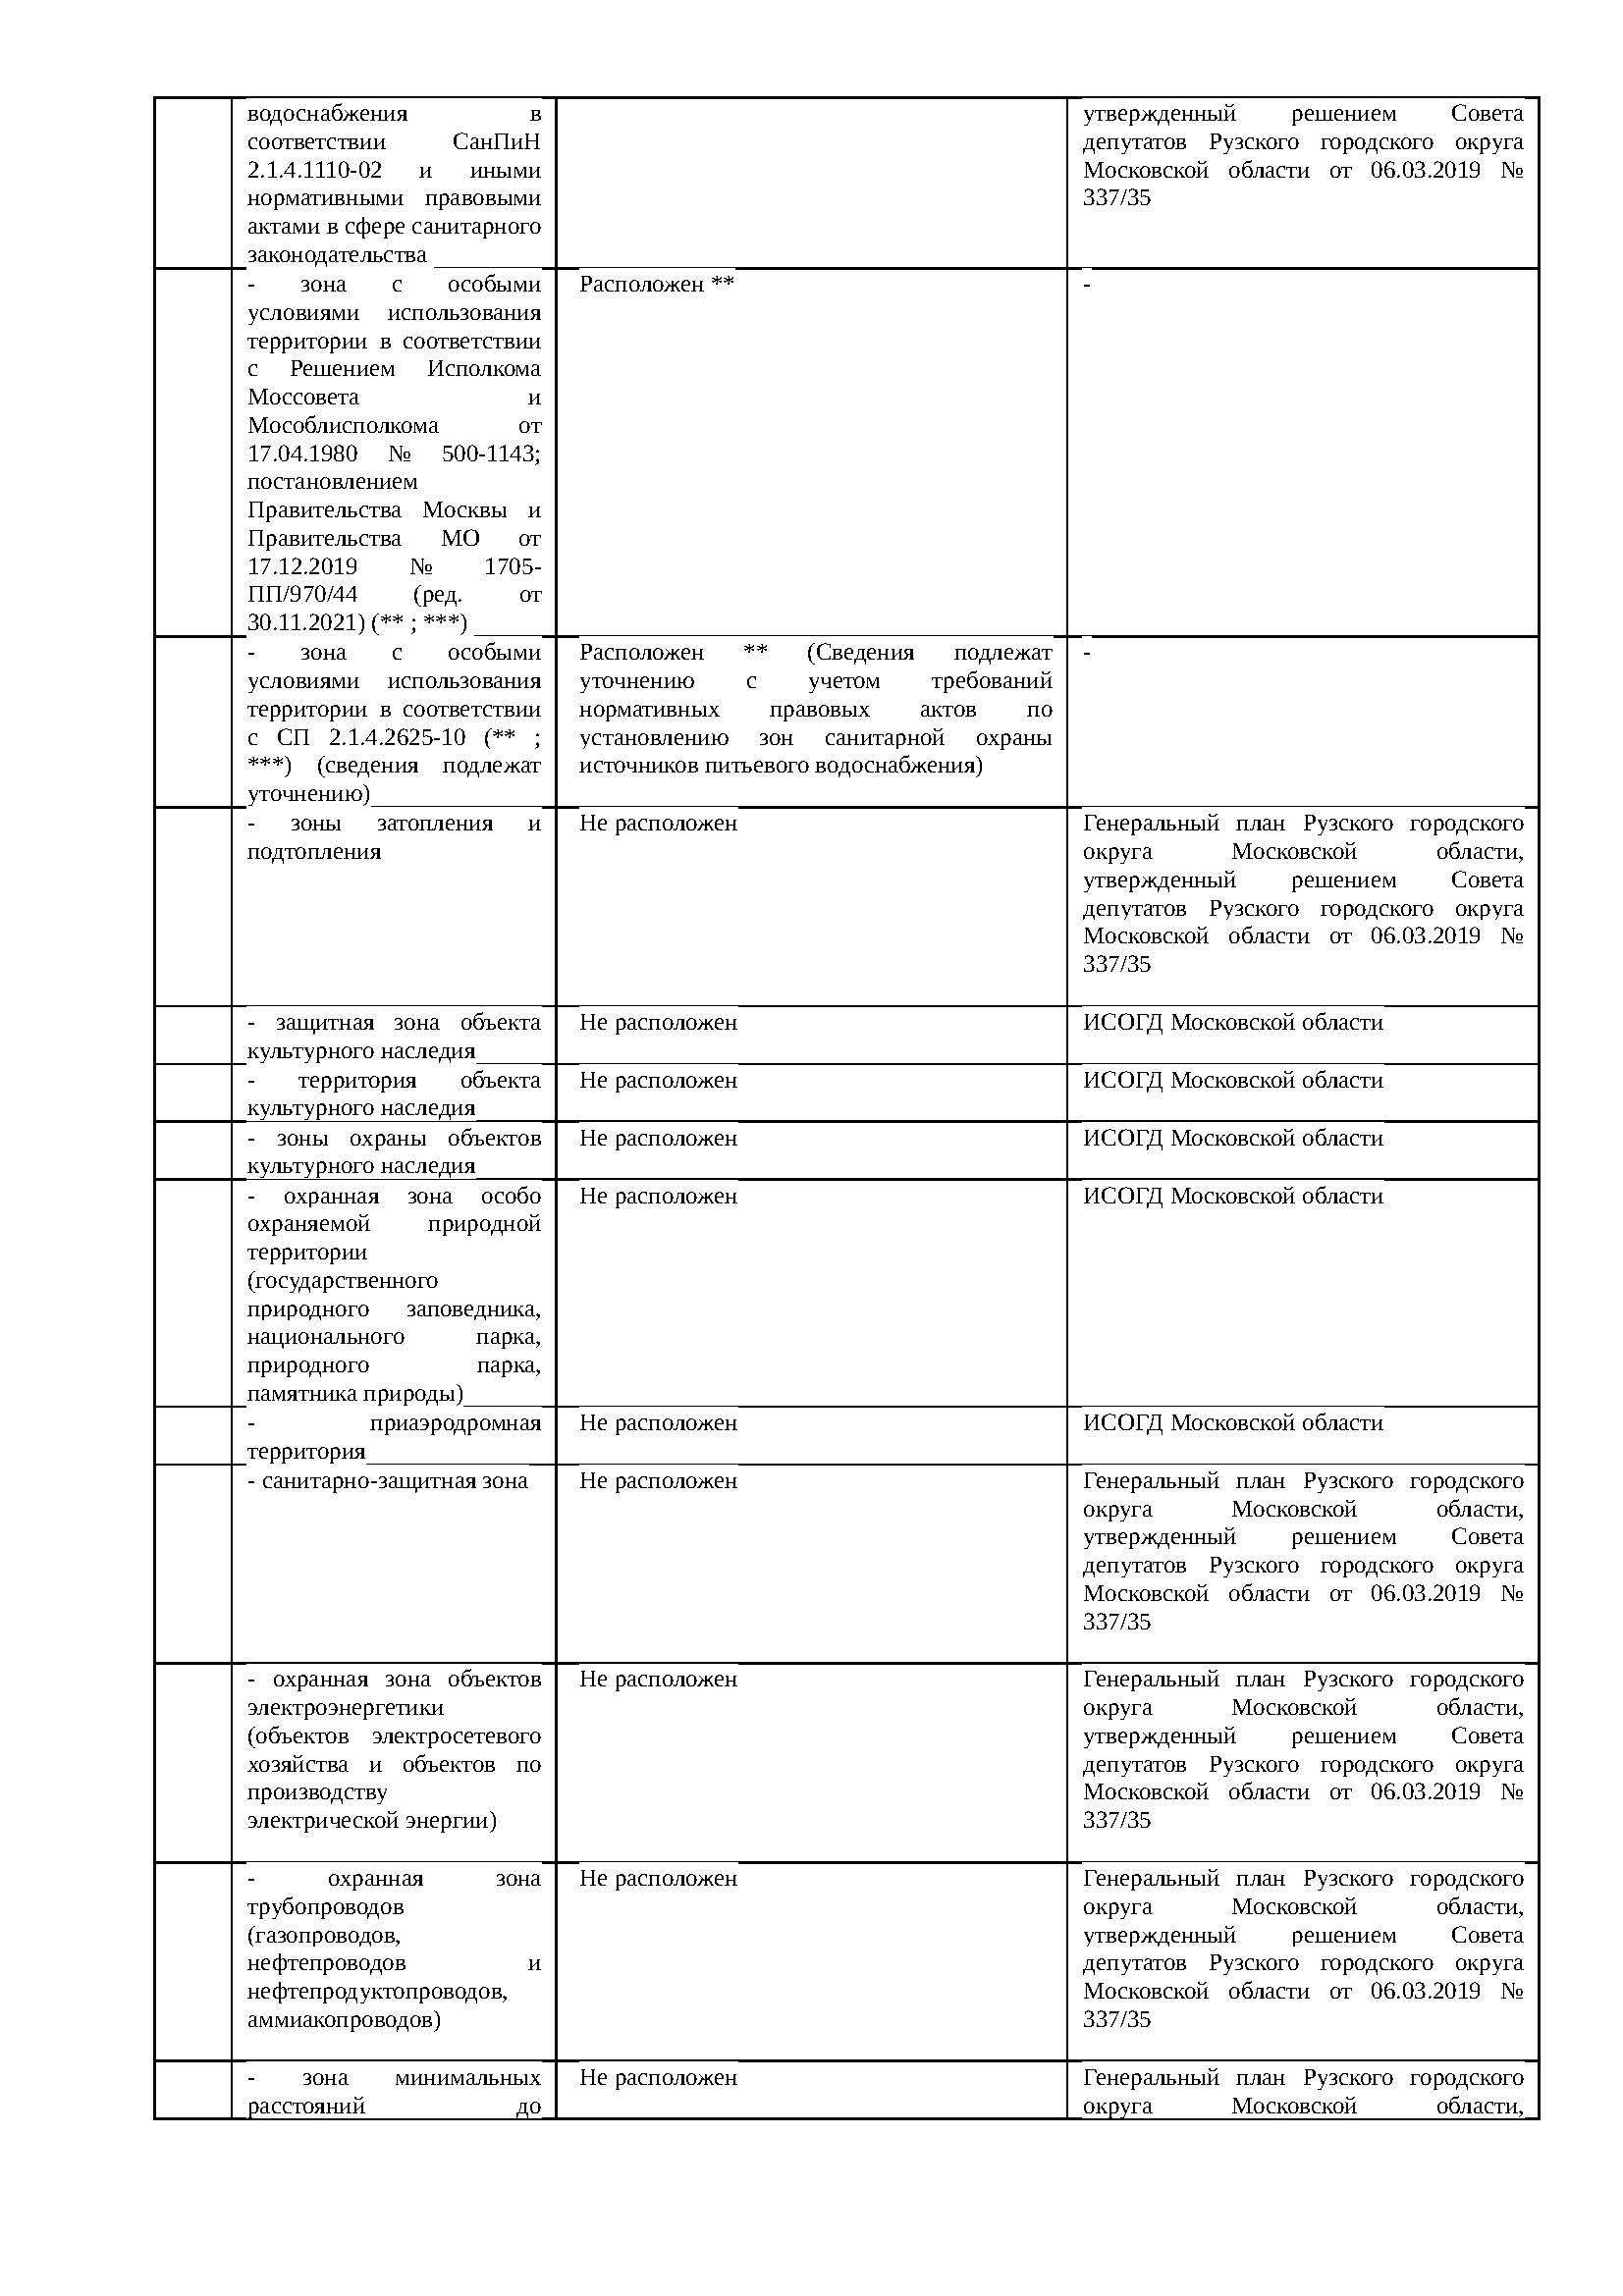 водоснабжения в
соответствии СанПиН
2.1.4.1110-02 и иными
нормативными правовыми
актами в сфере санитарного
законодательства
утвержденный решением Совета
депутатов Рузского городского округа
Московской области от 06.03.2019 №
337/35
- зона с особыми
условиями использования
территории в соответствии
с Решением Исполкома
Моссовета и
Мособлисполкома от
17.04.1980 № 500-1143;
постановлением
Правительства Москвы и
Правительства МО от
17.12.2019 № 1705-
ПП/970/44 (ред. от
30.11.2021) (** ; ***)
Расположен **
-
- зона с особыми
условиями использования
территории в соответствии
с СП 2.1.4.2625-10 (** ;
***) (сведения подлежат
уточнению)
Расположен ** (Сведения подлежат
уточнению с учетом требований
нормативных правовых актов по
установлению зон санитарной охраны
источников питьевого водоснабжения)
-
- зоны затопления и
подтопления
Не расположен
Генеральный план Рузского городского
округа Московской области,
утвержденный решением Совета
депутатов Рузского городского округа
Московской области от 06.03.2019 №
337/35
- защитная зона объекта
культурного наследия
Не расположен
ИСОГД Московской области
- территория объекта
культурного наследия
Не расположен
ИСОГД Московской области
- зоны охраны объектов
культурного наследия
Не расположен
ИСОГД Московской области
- охранная зона особо
охраняемой природной
территории
(государственного
природного заповедника,
национального парка,
природного парка,
памятника природы)
Не расположен
ИСОГД Московской области
- приаэродромная
территория
Не расположен
ИСОГД Московской области
- санитарно-защитная зона
Не расположен
Генеральный план Рузского городского
округа Московской области,
утвержденный решением Совета
депутатов Рузского городского округа
Московской области от 06.03.2019 №
337/35
- охранная зона объектов
электроэнергетики
(объектов электросетевого
хозяйства и объектов по
производству
электрической энергии)
Не расположен
Генеральный план Рузского городского
округа Московской области,
утвержденный решением Совета
депутатов Рузского городского округа
Московской области от 06.03.2019 №
337/35
- охранная зона
трубопроводов
(газопроводов,
нефтепроводов и
нефтепродуктопроводов,
аммиакопроводов)
Не расположен
Генеральный план Рузского городского
округа Московской области,
утвержденный решением Совета
депутатов Рузского городского округа
Московской области от 06.03.2019 №
337/35
- зона минимальных
расстояний до
Не расположен
Генеральный план Рузского городского
округа Московской области,